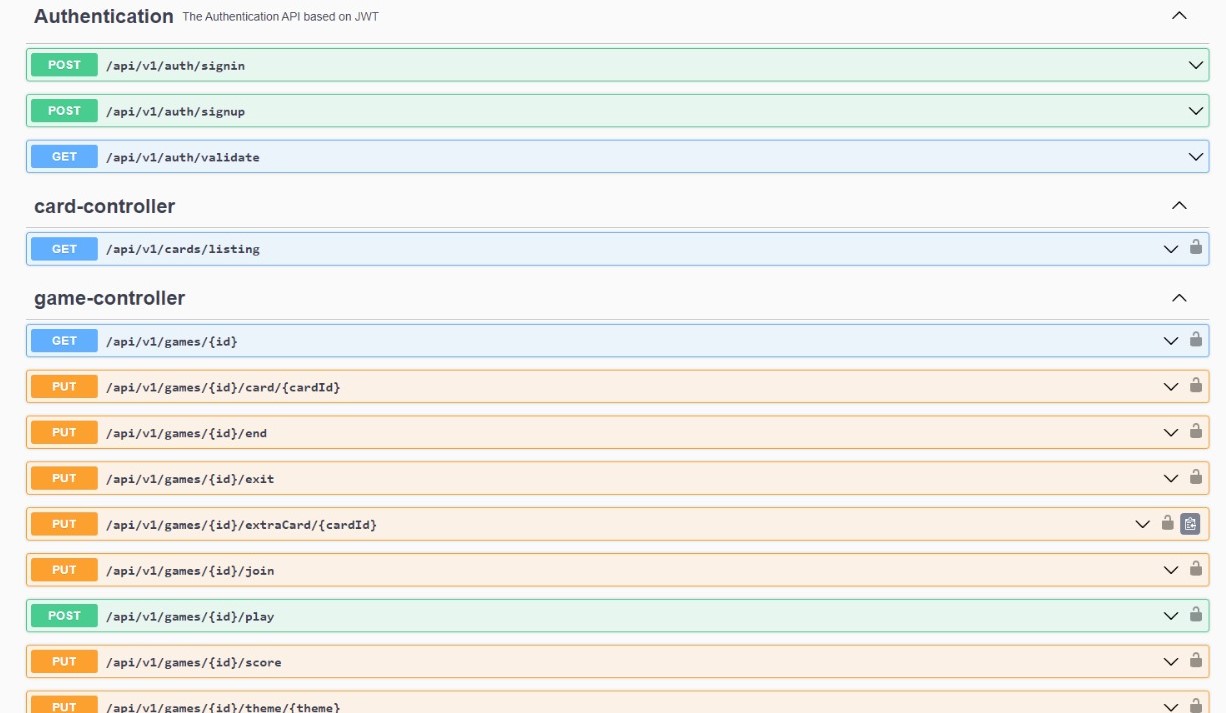 Authentication The Authentication API based on JWT
POST /api/v1/auth/signin
POST /api/v1/auth/signup
GET /api/v1/auth/validate
card-controller
GET /api/v1/cards/listing
game-controller
GET /api/v1/games/{id}
PUT /api/v1/games/{id}/card/{cardId}
PUT /api/v1/games/{id}/end
PUT /api/v1/games/{id}/exit
PUT /api/v1/games/{id}/extraCard/{cardId}
PUT /api/v1/games/{id}/join
POST /api/v1/games/{id}/play
PUT /api/v1/games/{id}/score
PUT /api/v1/games/{id}/theme/{theme}